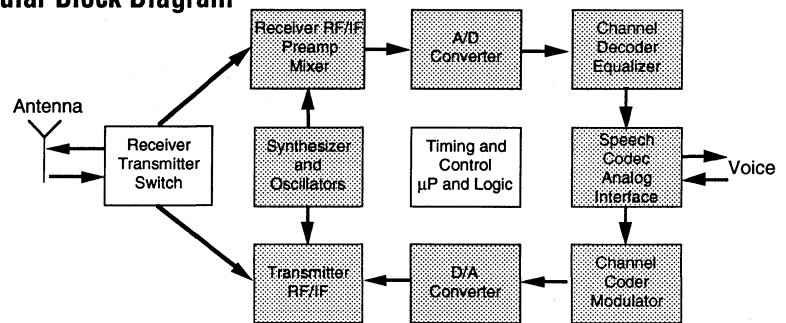 Block Diagram
Receiver RF/IF
Preamp
Mixer
A/D
Converter
Channel
Decoder
Equalizer
Antenna
Receiver
Transmitter
Switch
Synthesizer
and
Oscillators
Timing and
Control
μP and Logic
Speech
Codec
Analog
Interface
Voice
Transmitter
RF/IF
D/A
Converter
Channel
Coder
Modulator